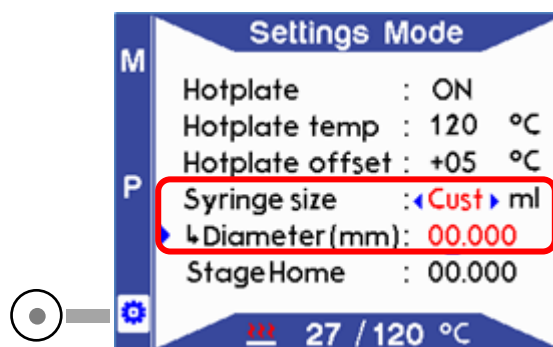 Settings Mode
M
Hotplate : ON
Hotplate temp : 120 °C
Hotplate offset : +05 °C
P
Syringe size : Cust ml
↳Diameter(mm): 00.000
StageHome : 00.000
27 / 120 °C